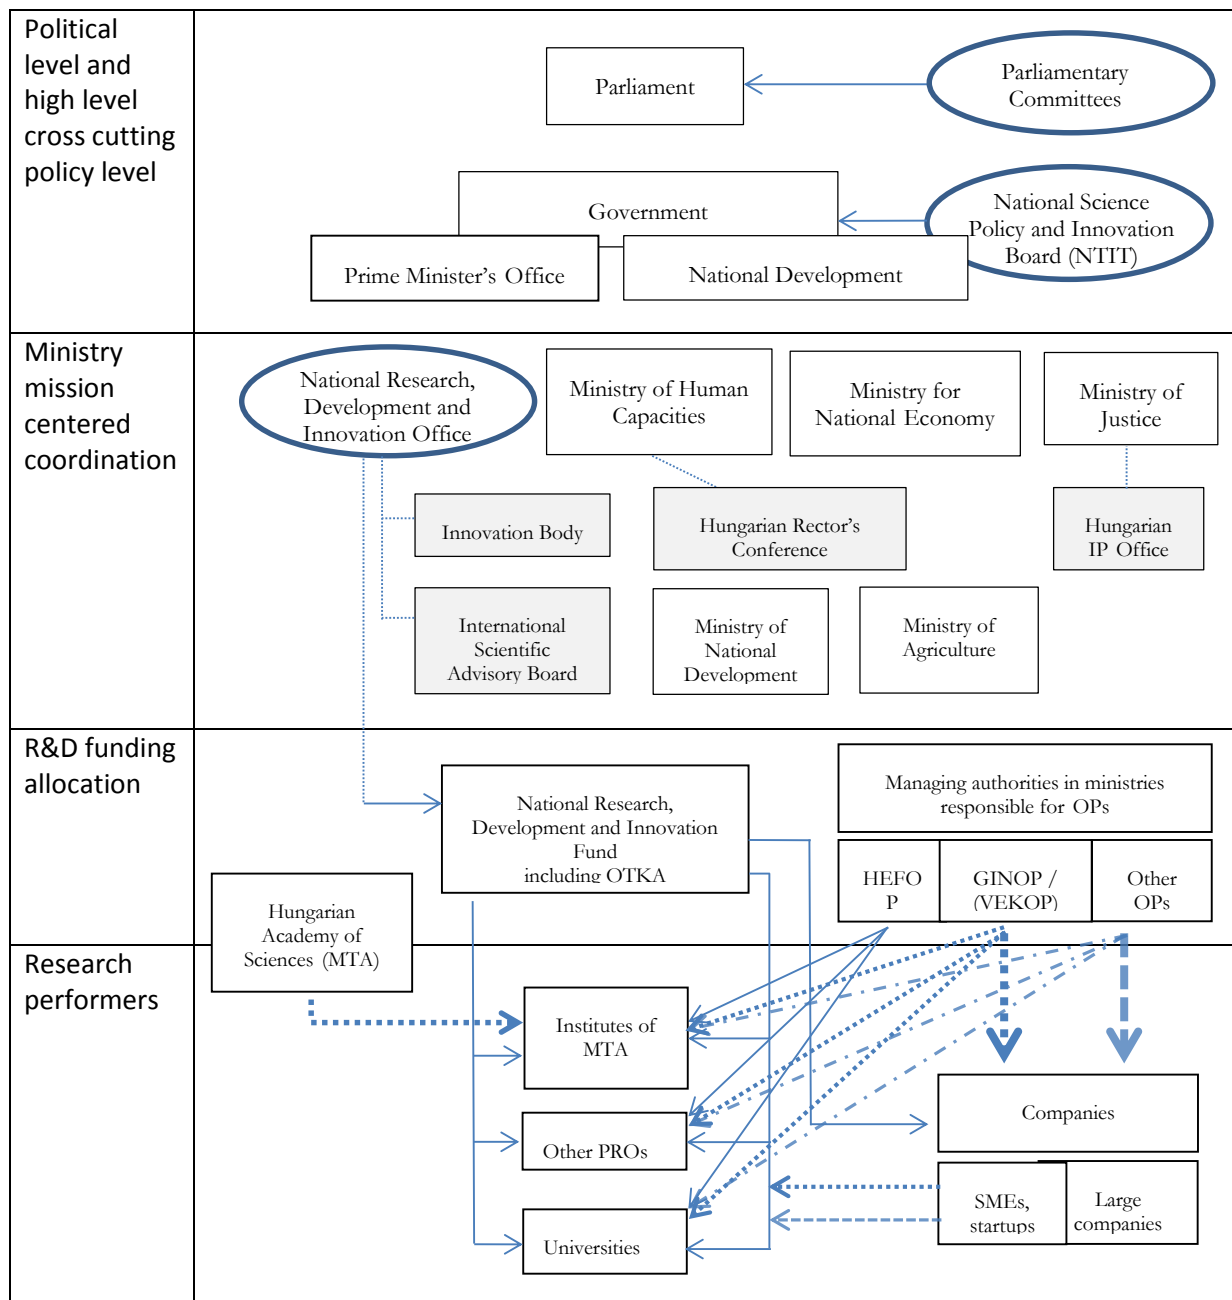 Political
level and
high level
cross cutting
policy level
Parliament
Parliamentary
Committees
Government
National Science
Policy and Innovation
Board (NTIT)
Prime Minister's Office
National Development
Ministry
mission
centered
coordination
National Research,
Development and
Innovation Office
Ministry of Human
Capacities
Ministry for
National Economy
Ministry of
Justice
Innovation Body
Hungarian Rector's
Conference
Hungarian
IP Office
International
Scientific
Advisory Board
Ministry of
National
Development
Ministry of
Agriculture
R&D funding
allocation
National Research,
Development and Innovation
Fund
including OTKA
Managing authorities in ministries
responsible for OPs
HEFO
P
GINOP /
(VEKOP)
Other
OPs
Hungarian
Academy of
Sciences (MTA)
Research
performers
Institutes of
MTA
Other PROs
Universities
Companies
SMEs,
startups
Large
companies